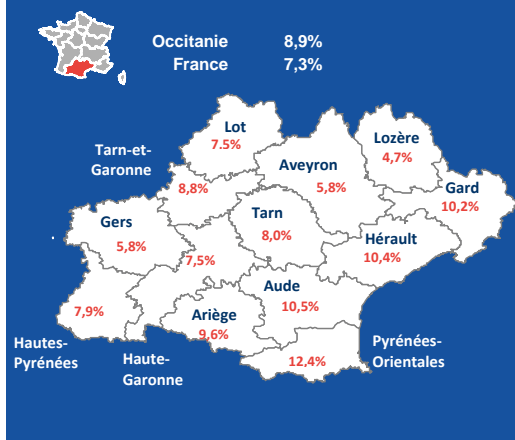 Occitanie 8,9%
France 7,3%
Lot
7.5%
Lozère
4,7%
Tarn-et-
Garonne
8,8%
Aveyron
5,8%
Gard
10,2%
Gers
5,8%
Tarn
8,0%
Hérault
10,4%
7,5%
Aude
10,5%
7,9%
Ariège
9,6%
Hautes-
Pyrénées
Haute-
Garonne
12,4%
Pyrénées-
Orientales